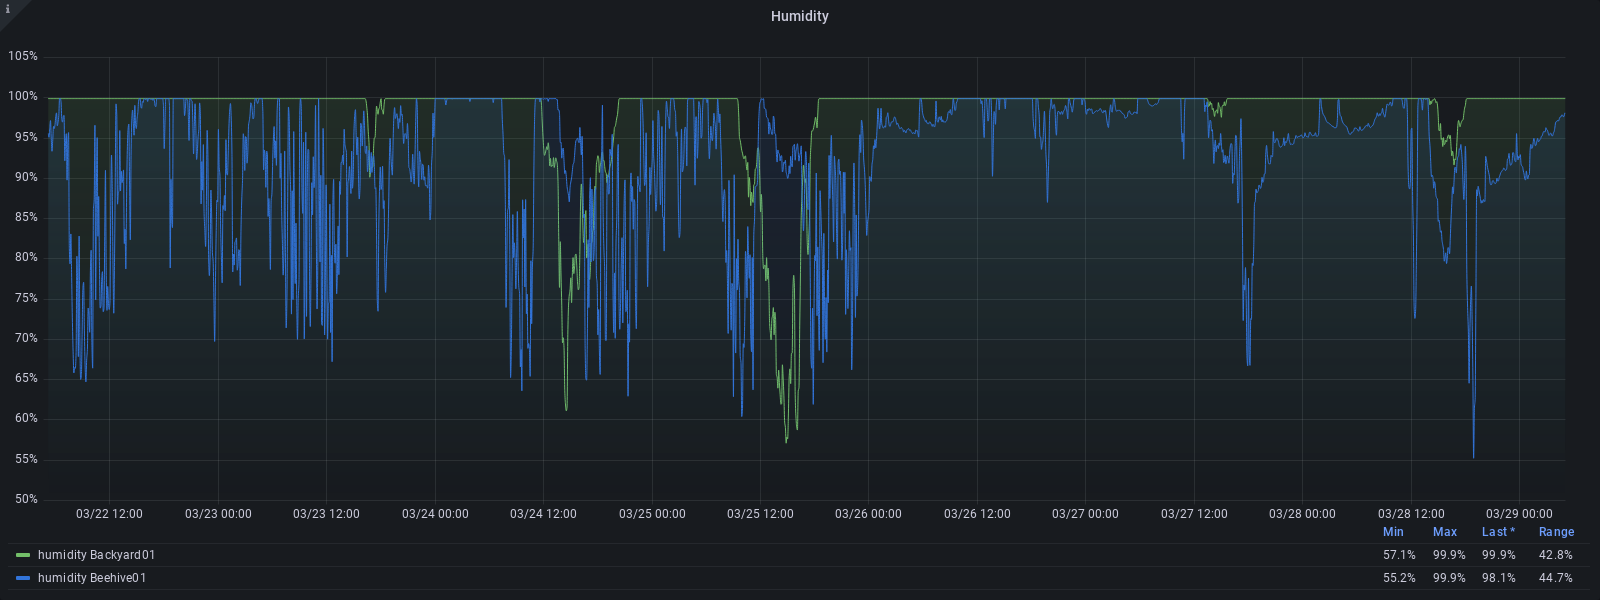 i
Humidity
105%
100%
95%
90%
85%
80%
75%
70%
65%
60%
55%
50%
03/22 12:00 03/23 00:00 03/23 12:00 03/24 00:00 03/24 12:00 03/25 00:00 03/25 12:00 03/26 00:00 03/26 12:00 03/27 00:00 03/27 12:00 03/28 00:00 03/28 12:00 03/29 00:00
Min Max Last * Range
humidity Backyard01 57.1% 99.9% 99.9% 42.8%
humidity Beehive01 55.2% 99.9% 98.1% 44.7%